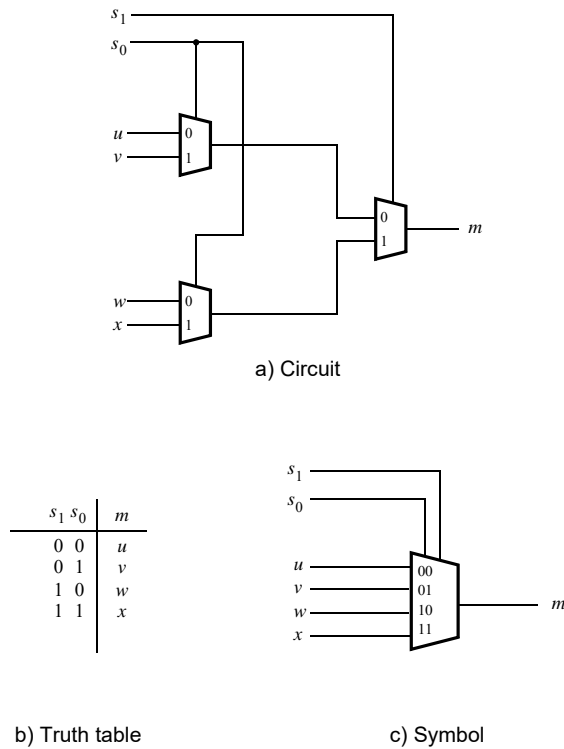 s1
s0
u 0
v 1
0
1 m
w 0
x 1
a) Circuit
s1 s0 m
0 0 u
0 1 v
1 0 w
1 1 x
b) Truth table
s1
s0
u 00
v 01
w 10
x 11
m
c) Symbol